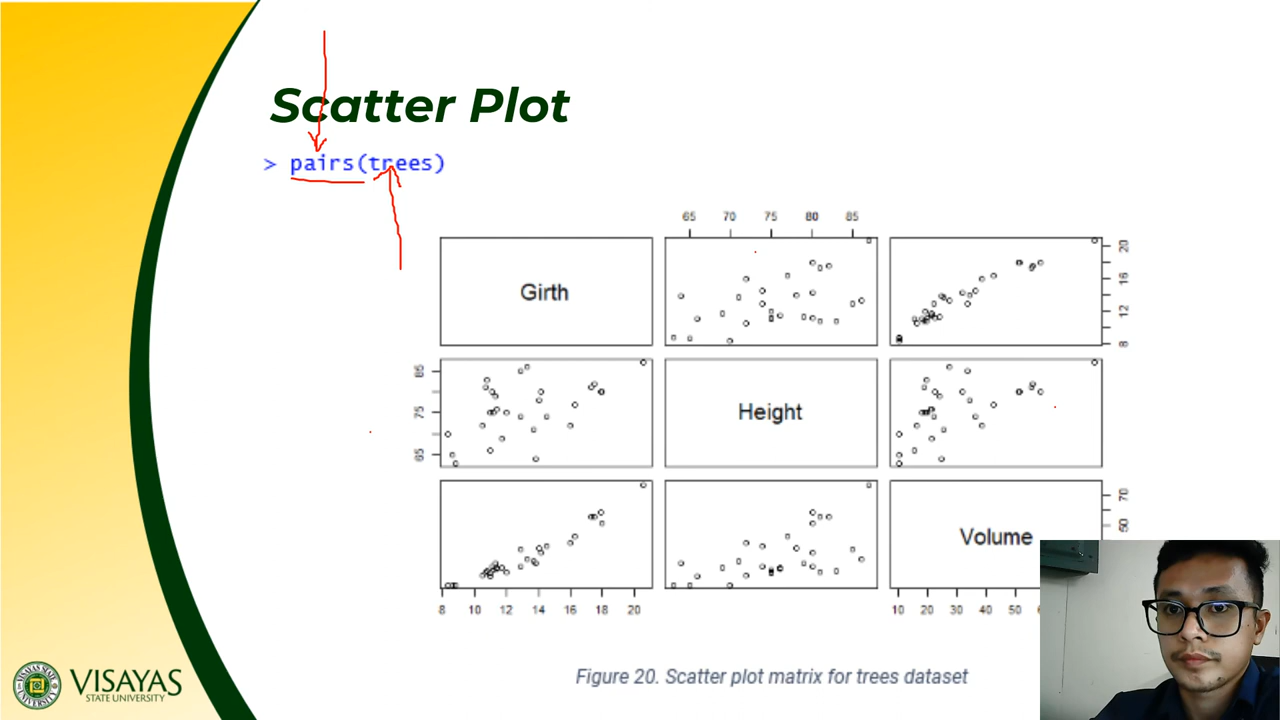 Scatter Plot
> pairs(trees)
65 70 75 80 85
Girth
8 12 16 20
65 75 85
Height
Volume
50 70
8 10 12 14 16 18 20
10 20 30 40 50
Figure 20. Scatter plot matrix for trees dataset
VISAYAS
STATE UNIVERSITY